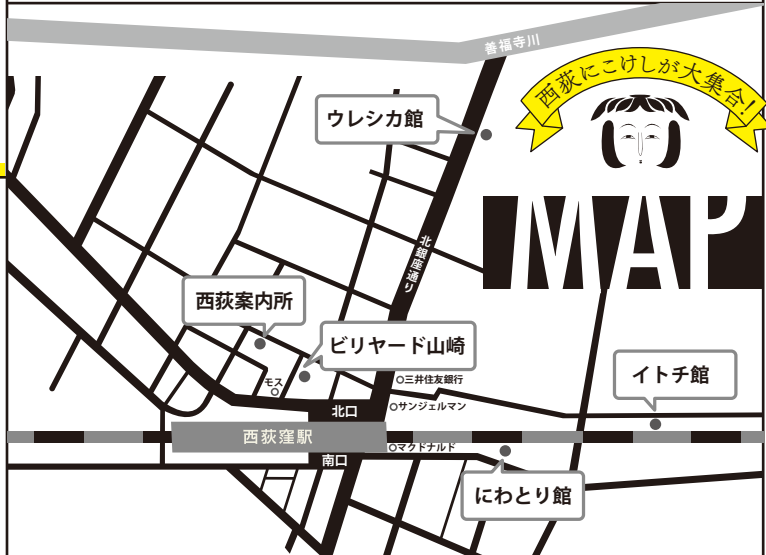 善福寺川
西荻にこけしが大集合!
ウレシカ館
MAP
北銀座通り
西荻案内所
ビリヤード山崎
モス
三井住友銀行
イトチ館
サンジェルマン
北口
西荻窪駅
マクドナルド
南口
にわとり館